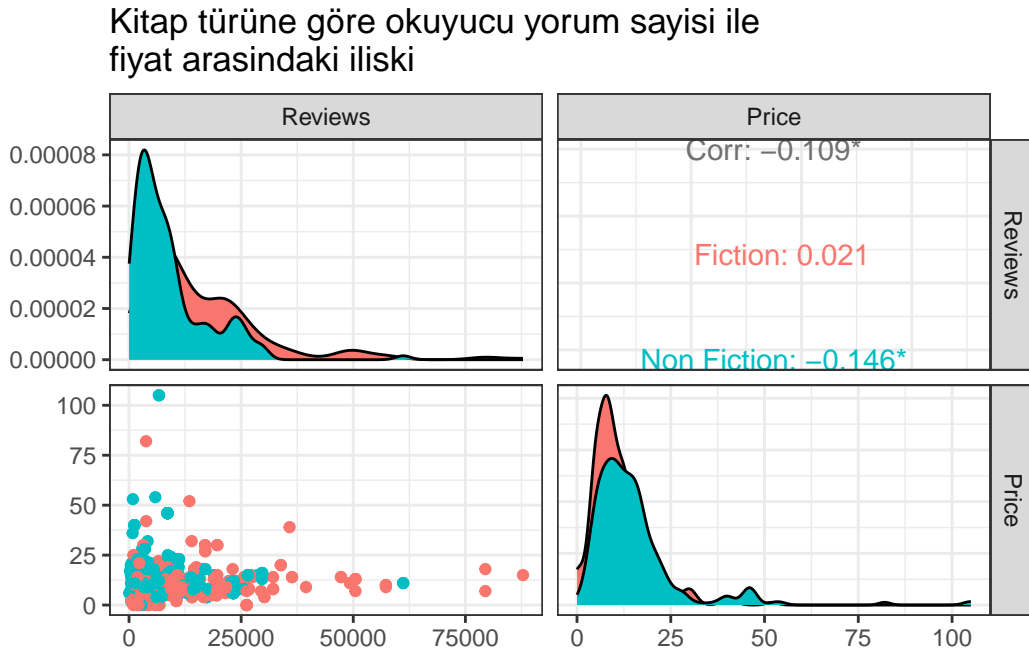 Kitap türüne göre okuyucu yorum sayisi ile
fiyat arasindaki iliski
Reviews
Price
0.00008
0.00006
0.00004
0.00002
0.00000
Corr: −0.109*
Fiction: 0.021
Non Fiction: −0.146*
Reviews
100
75
50
25
0
Price
0
25000
50000
75000
0
25
50
75
100